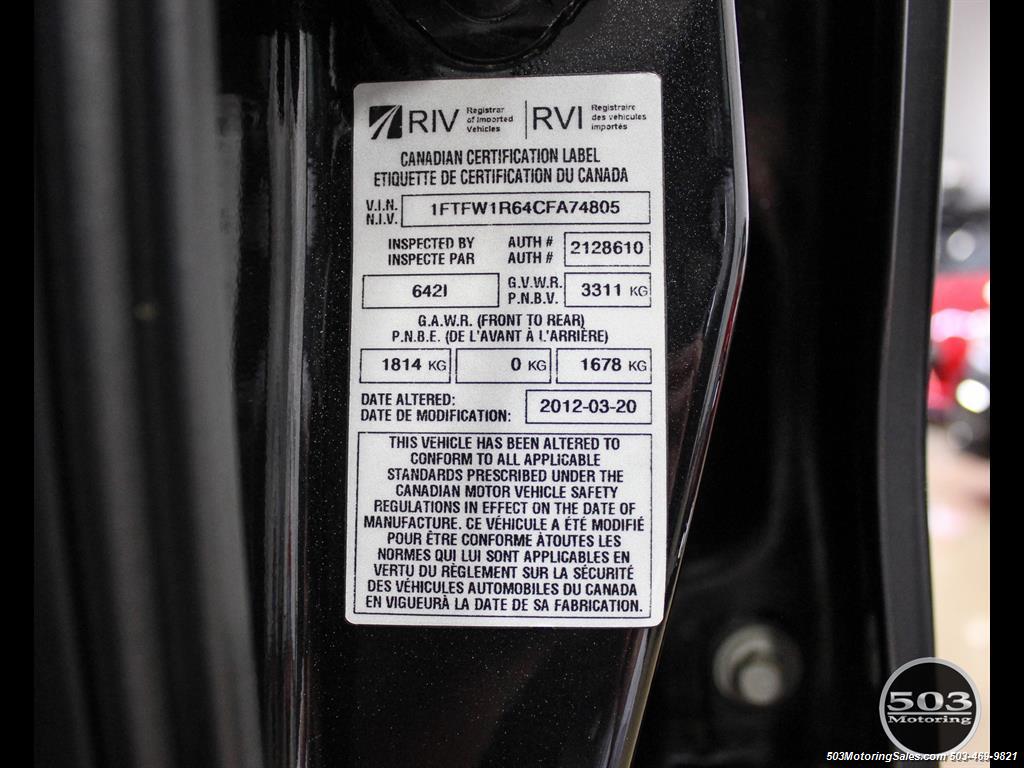 RIV Registrar of Imported Vehicles
RVI Registraire des véhicules importés
CANADIAN CERTIFICATION LABEL
ETIQUETTE DE CERTIFICATION DU CANADA
V.I.N.
N.I.V.
1FTFW1R64CFA74805
INSPECTED BY
INSPECTE PAR
AUTH #
AUTH #
2128610
642I
G.V.W.R.
P.N.B.V.
3311 KG
G.A.W.R. (FRONT TO REAR)
P.N.B.E. (DE L'AVANT À L'ARRIÈRE)
1814 KG 0 KG 1678 KG
DATE ALTERED:
DATE DE MODIFICATION:
2012-03-20
THIS VEHICLE HAS BEEN ALTERED TO
CONFORM TO ALL APPLICABLE
STANDARDS PRESCRIBED UNDER THE
CANADIAN MOTOR VEHICLE SAFETY
REGULATIONS IN EFFECT ON THE DATE OF
MANUFACTURE. CE VÉHICULE A ÉTÉ MODIFIÉ
POUR ÊTRE CONFORME ÀTOUTES LES
NORMES QUI LUI SONT APPLICABLES EN
VERTU DU RÈGLEMENT SUR LA SÉCURITÉ
DES VÉHICULES AUTOMOBILES DU CANADA
EN VIGUEURÀ LA DATE DE SA FABRICATION.
503
Motoring
503MotoringSales.com 503-469-9821